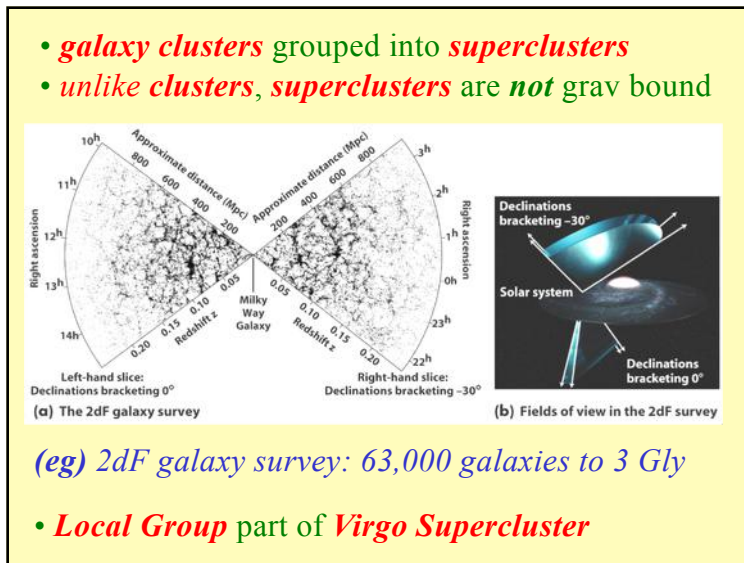 • galaxy clusters grouped into superclusters
• unlike clusters, superclusters are not grav bound
10h
11h
12h
13h
14h
Right ascension
Approximate distance (Mpc)
800
600
400
200
Approximate distance (Mpc)
200
400
600
800
3h
2h
1h
0h
23h
22h
Right ascension
0.05
0.10
0.15
0.20
Redshift z
Milky
Way
Galaxy
0.05
0.10
0.15
0.20
Redshift z
Left-hand slice:
Declinations bracketing 0°
Right-hand slice:
Declinations bracketing –30°
(a) The 2dF galaxy survey
Declinations
bracketing –30°
Solar system
Declinations
bracketing 0°
(b) Fields of view in the 2dF survey
(eg) 2dF galaxy survey: 63,000 galaxies to 3 Gly
• Local Group part of Virgo Supercluster